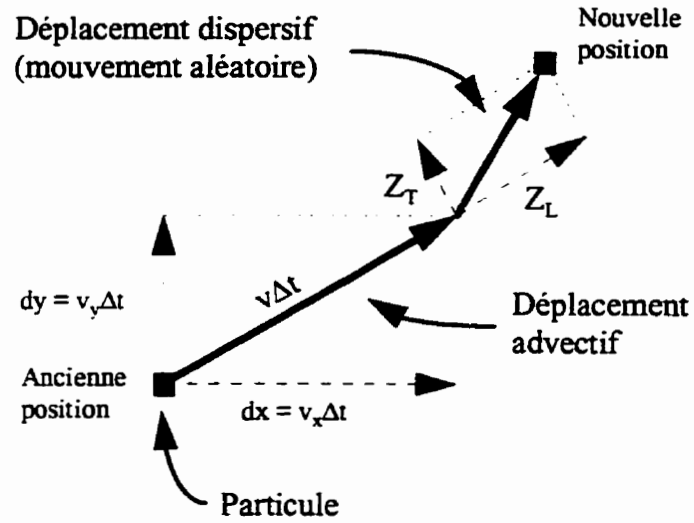 Déplacement dispersif
(mouvement aléatoire)
Nouvelle
position
Z_T
Z_L
vΔt
dy = v_yΔt
Déplacement
advectif
Ancienne
position
dx = v_xΔt
Particule